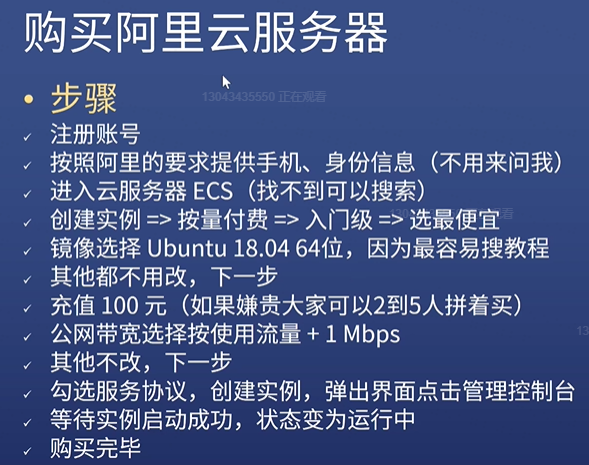 购买阿里云服务器
13043435550 正在观看
• 步骤
✓ 注册账号
✓ 按照阿里的要求提供手机、身份信息（不用来问我）
✓ 进入云服务器 ECS（找不到可以搜索）
✓ 创建实例 => 按量付费 => 入门级 => 选最便宜
✓ 镜像选择 Ubuntu 18.04 64位，因为最容易搜教程
✓ 其他都不用改，下一步
✓ 充值 100 元（如果嫌贵大家可以2到5人拼着买）
✓ 公网带宽选择按使用流量 + 1 Mbps
✓ 其他不改，下一步
✓ 勾选服务协议，创建实例，弹出界面点击管理控制台
✓ 等待实例启动成功，状态变为运行中
✓ 购买完毕